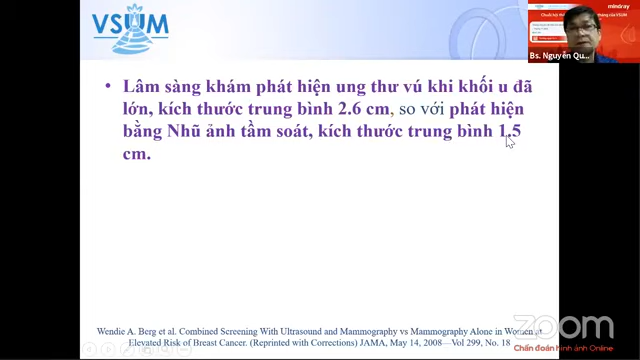 VSUM
• Lâm sàng khám phát hiện ung thư vú khi khối u đã
lớn, kích thước trung bình 2.6 cm, so với phát hiện
bằng Nhũ ảnh tầm soát, kích thước trung bình 1.5
cm.
Wendie A. Berg et al. Combined Screening With Ultrasound and Mammography vs Mammography Alone in Women at
Elevated Risk of Breast Cancer. (Reprinted with Corrections) JAMA, May 14, 2008—Vol 299, No. 18
mindray
Bs. Nguyễn Qu...
zoom
Chẩn đoán hình ảnh Online